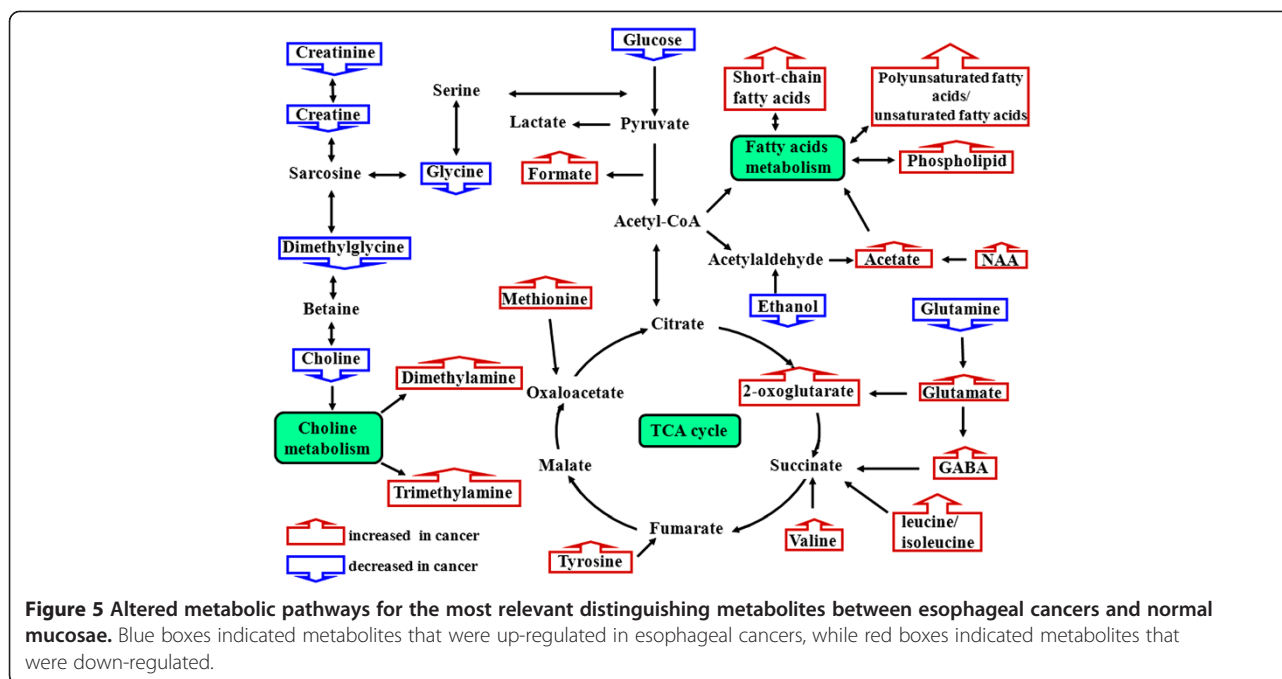 Creatinine
Glucose
Short-chain
fatty acids
Polyunsaturated fatty
acids/
unsaturated fatty acids
Serine
Creatine
Lactate
Pyruvate
Fatty acids
metabolism
Phospholipid
Sarcosine
Glycine
Formate
Acetyl-CoA
Dimethylglycine
Acetylaldehyde
Acetate
NAA
Methionine
Ethanol
Glutamine
Betaine
Citrate
Choline
Dimethylamine
Oxaloacetate
2-oxoglutarate
Glutamate
Choline
metabolism
TCA cycle
Malate
Succinate
GABA
Trimethylamine
leucine/
isoleucine
Fumarate
Valine
Tyrosine
increased in cancer
decreased in cancer
Figure 5 Altered metabolic pathways for the most relevant distinguishing metabolites between esophageal cancers and normal
mucosae. Blue boxes indicated metabolites that were up-regulated in esophageal cancers, while red boxes indicated metabolites that
were down-regulated.